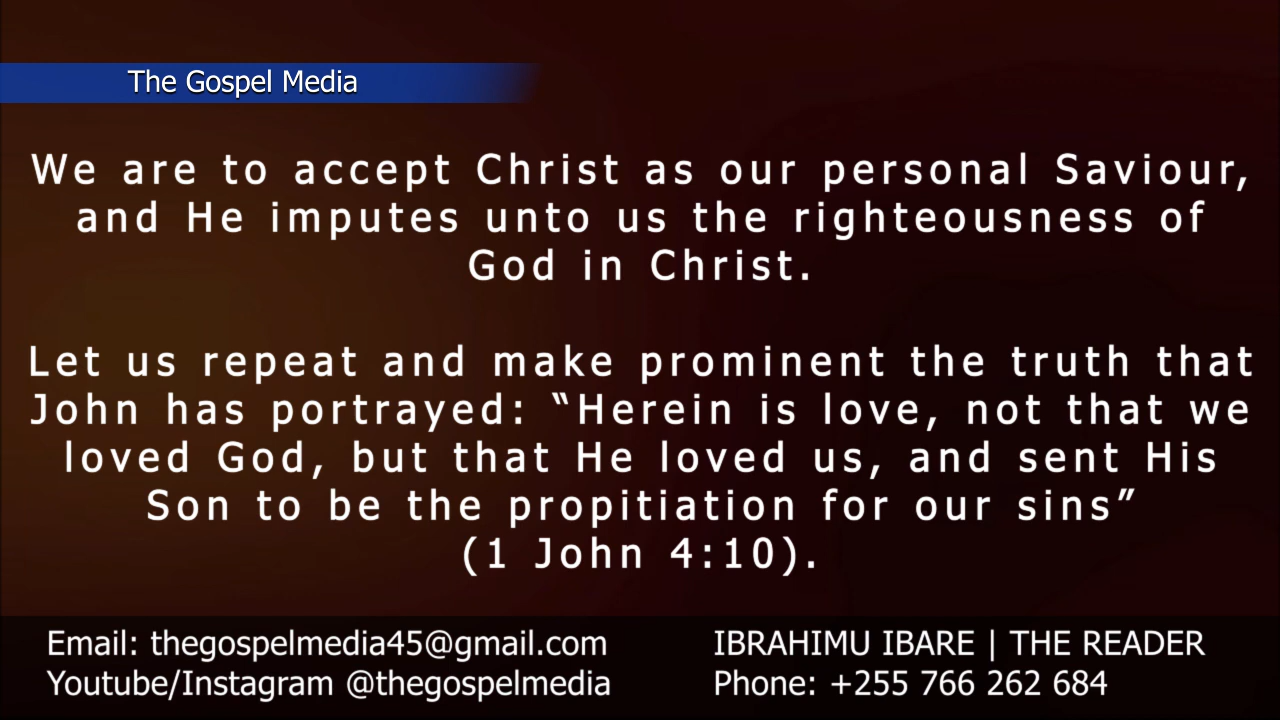 The Gospel Media
We are to accept Christ as our personal Saviour,
and He imputes unto us the righteousness of
God in Christ.
Let us repeat and make prominent the truth that
John has portrayed: “Herein is love, not that we
loved God, but that He loved us, and sent His
Son to be the propitiation for our sins”
(1 John 4:10).
Email: thegospelmedia45@gmail.com
Youtube/Instagram @thegospelmedia
IBRAHIMU IBARE | THE READER
Phone: +255 766 262 684